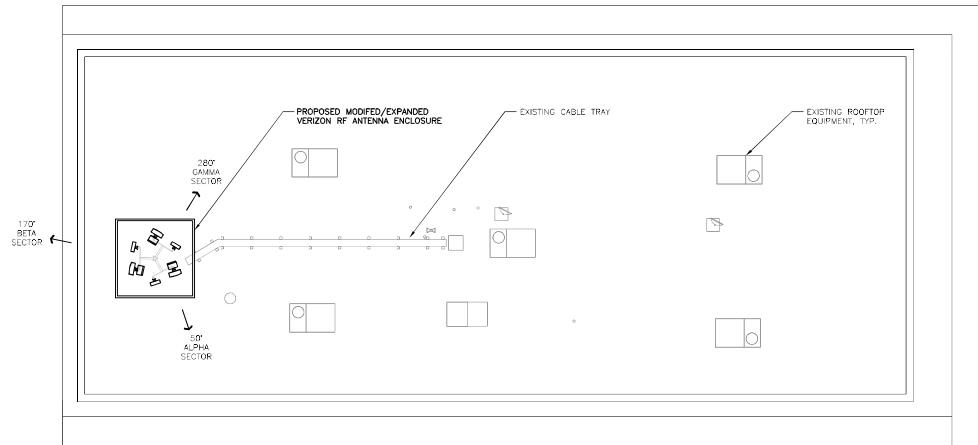 PROPOSED MODIFED/EXPANDED
VERIZON RF ANTENNA ENCLOSURE
EXISTING CABLE TRAY
EXISTING ROOFTOP
EQUIPMENT, TYP.
280°
GAMMA
SECTOR
170°
BETA
SECTOR
50°
ALPHA
SECTOR